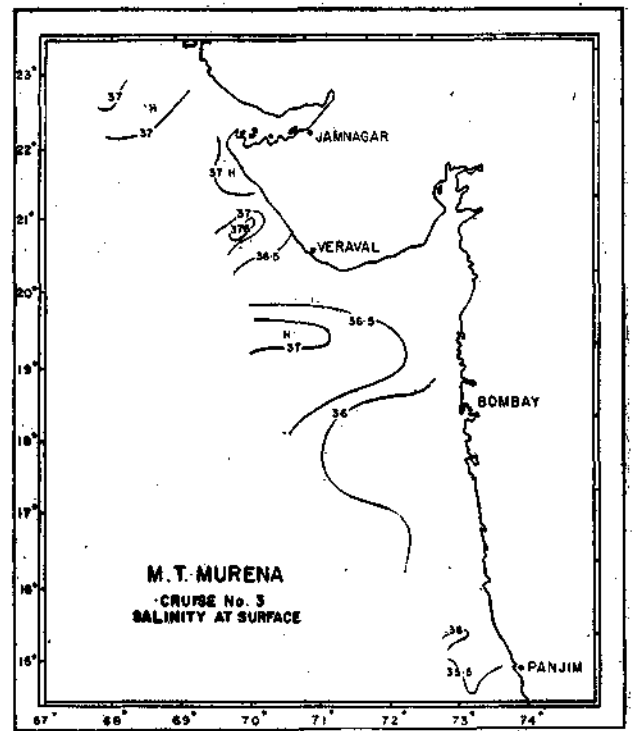 23°
37
H
37
JAMNAGAR
22°
37 H
21°
37
VERAVAL
36·5
20°
36·5
H
37
19°
36
BOMBAY
18°
17°
M.T. MURENA
16°
CRUISE No. 3
SALINITY AT SURFACE
36
15°
35·5
PANJIM
67° 68° 69° 70° 71° 72° 73° 74°